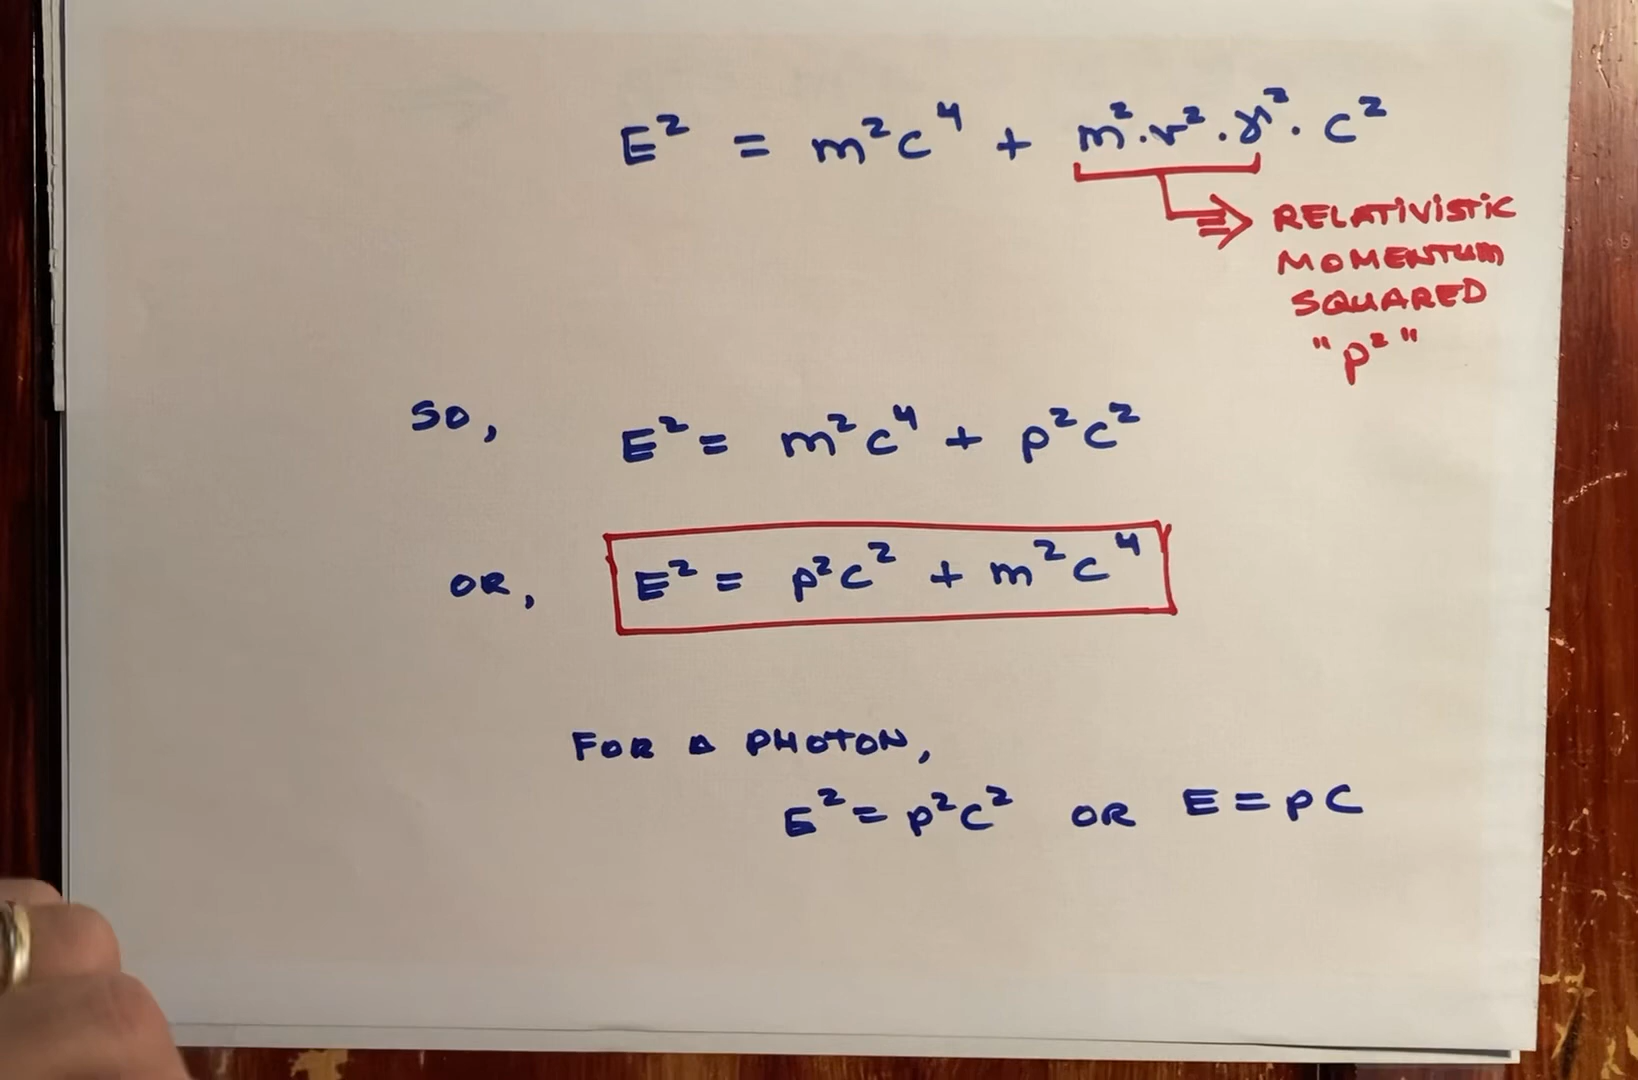 E² = m²c⁴ + m².v².γ². c²
RELATIVISTIC
MOMENTUM
SQUARED
"p²"
SO, E² = m²c⁴ + p²c²
OR, E² = p²c² + m²c⁴
FOR A PHOTON,
E² = p²c² OR E = pC